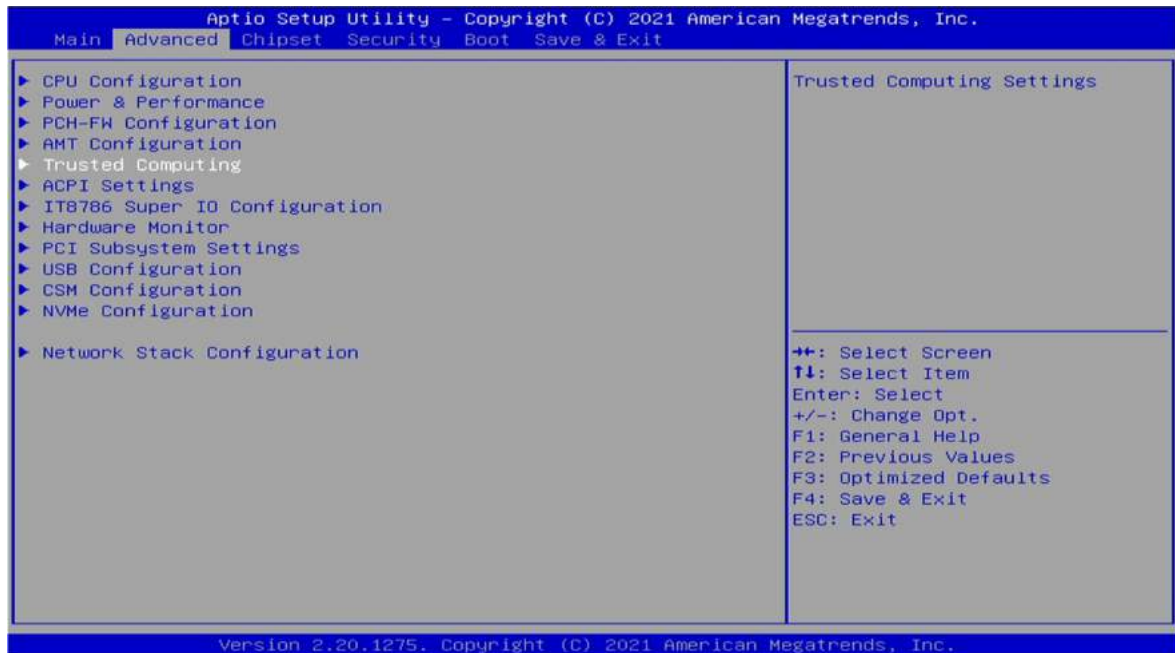 Aptio Setup Utility – Copyright (C) 2021 American Megatrends, Inc.
Main Advanced Chipset Security Boot Save & Exit
▶ CPU Configuration
▶ Power & Performance
▶ PCH-FW Configuration
▶ AMT Configuration
▶ Trusted Computing
▶ ACPI Settings
▶ IT8786 Super IO Configuration
▶ Hardware Monitor
▶ PCI Subsystem Settings
▶ USB Configuration
▶ CSM Configuration
▶ NVMe Configuration
▶ Network Stack Configuration
Trusted Computing Settings
→←: Select Screen
↑↓: Select Item
Enter: Select
+/-: Change Opt.
F1: General Help
F2: Previous Values
F3: Optimized Defaults
F4: Save & Exit
ESC: Exit
Version 2.20.1275. Copyright (C) 2021 American Megatrends, Inc.